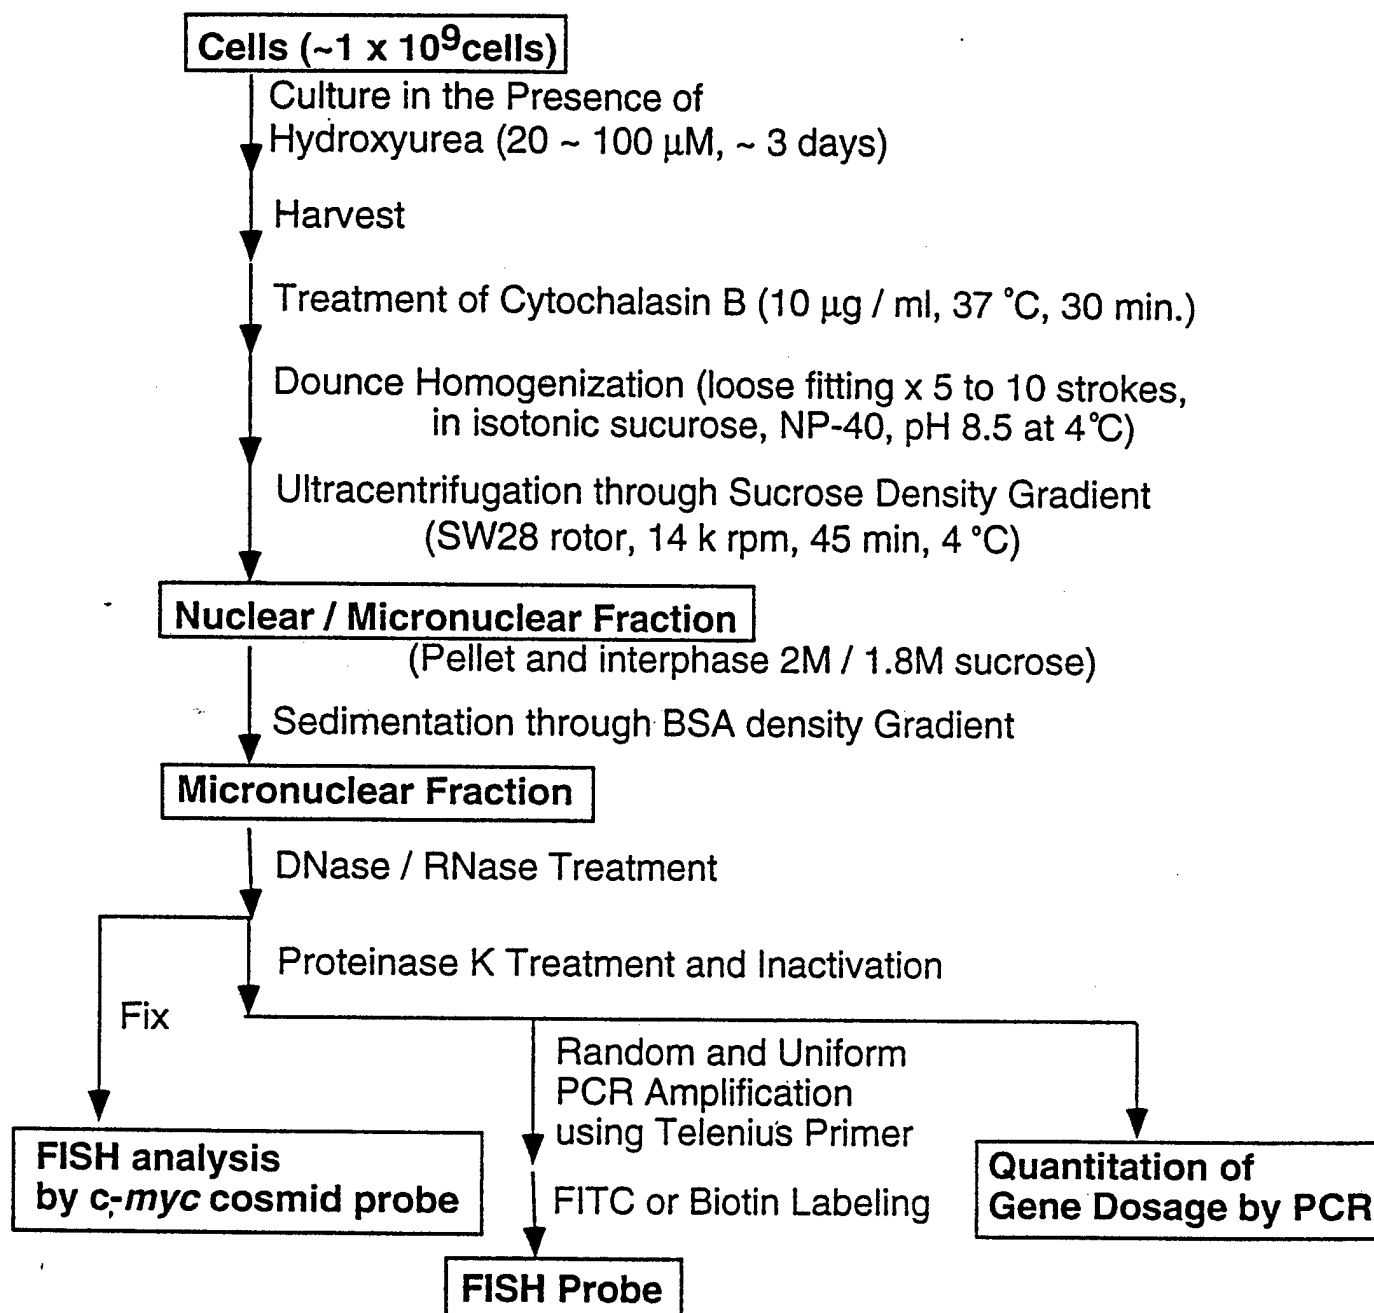 Cells (~1 x 10⁹cells)
Culture in the Presence of
Hydroxyurea (20 ~ 100 µM, ~ 3 days)
Harvest
Treatment of Cytochalasin B (10 µg / ml, 37 °C, 30 min.)
Dounce Homogenization (loose fitting x 5 to 10 strokes,
in isotonic sucurose, NP-40, pH 8.5 at 4°C)
Ultracentrifugation through Sucrose Density Gradient
(SW28 rotor, 14 k rpm, 45 min, 4 °C)
Nuclear / Micronuclear Fraction
(Pellet and interphase 2M / 1.8M sucrose)
Sedimentation through BSA density Gradient
Micronuclear Fraction
DNase / RNase Treatment
Proteinase K Treatment and Inactivation
Fix
Random and Uniform
PCR Amplification
using Telenius Primer
FITC or Biotin Labeling
FISH analysis
by c-myc cosmid probe
FISH Probe
Quantitation of
Gene Dosage by PCR